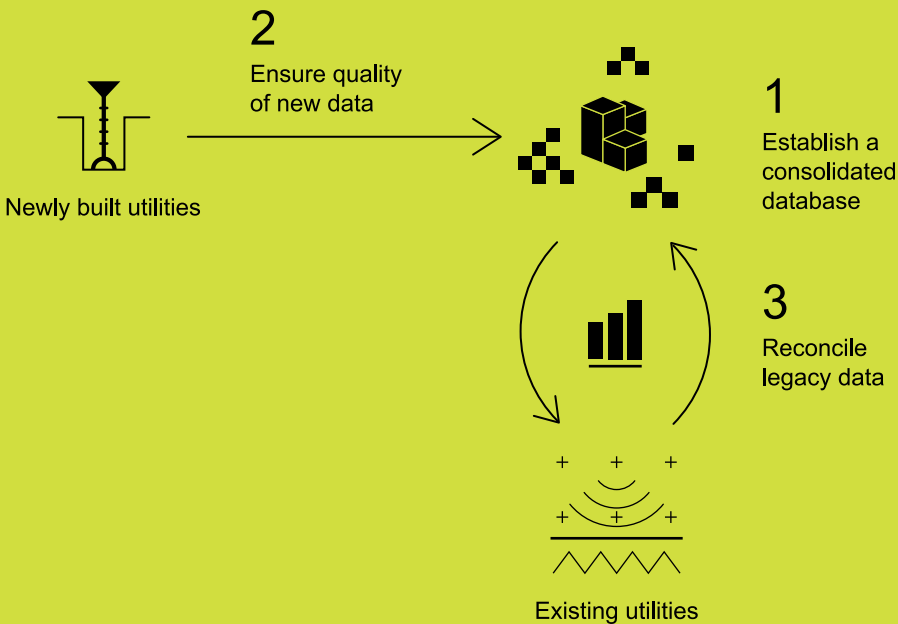 2
Ensure quality
of new data
Newly built utilities
1
Establish a
consolidated
database
3
Reconcile
legacy data
Existing utilities